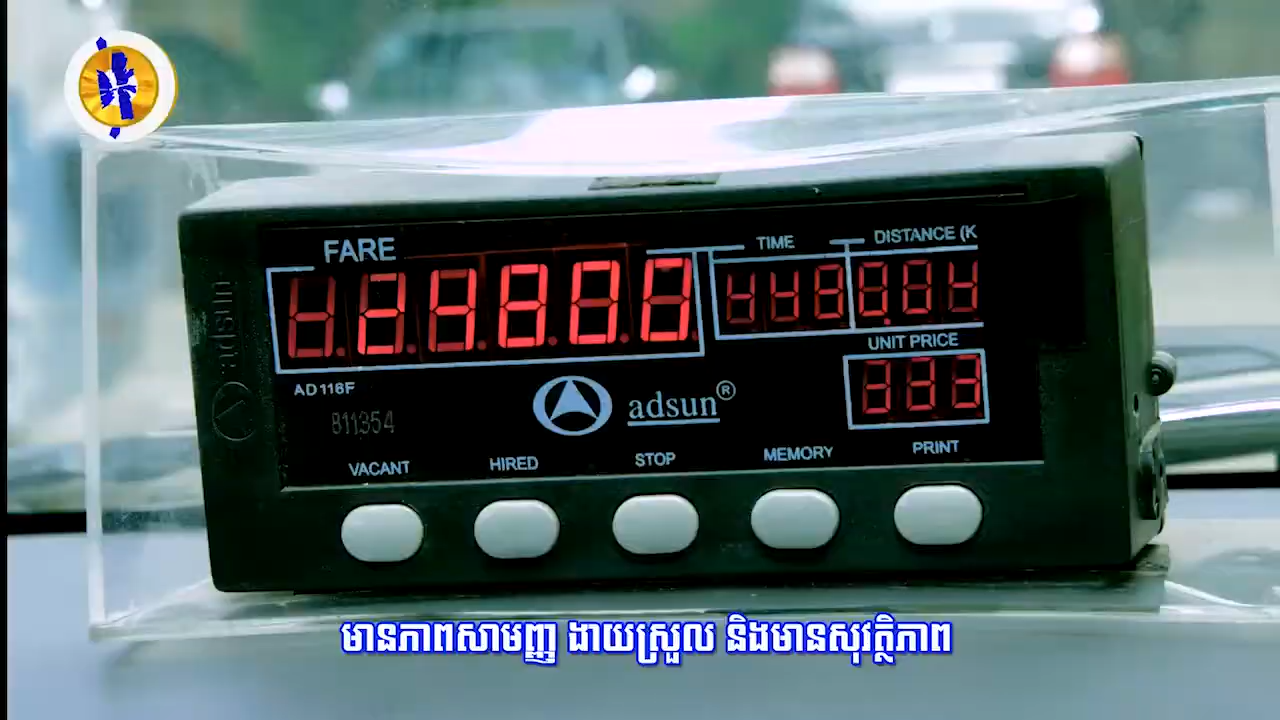 FARE
TIME
DISTANCE (K
UNIT PRICE
adsun
AD116F
811354
adsun®
VACANT
HIRED
STOP
MEMORY
PRINT
មានភាពសាមញ្ញ ងាយស្រួល និងមានសុវត្ថិភាព